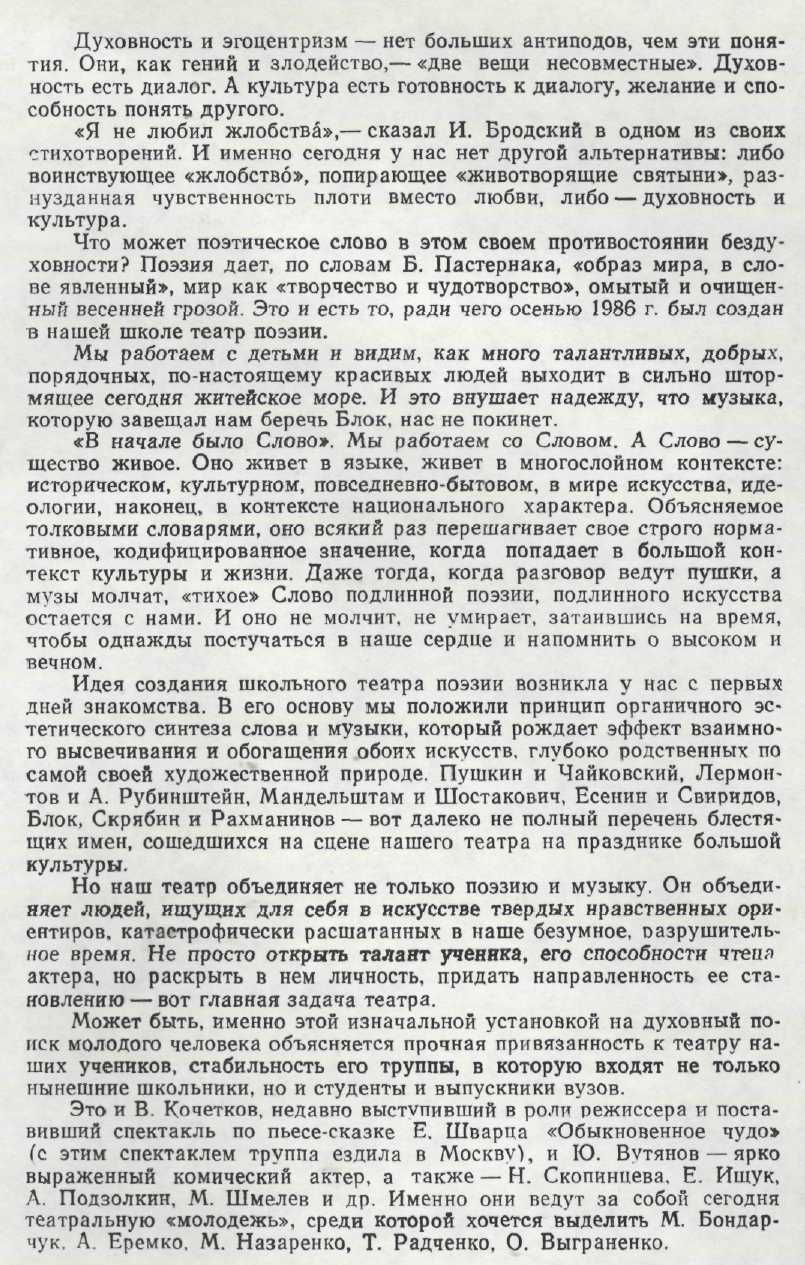 Духовность и эгоцентризм — нет больших антиподов, чем эти поня-
тия. Они, как гений и злодейство,— «две вещи несовместные». Духов-
ность есть диалог. А культура есть готовность к диалогу, желание и спо-
собность понять другого.
«Я не любил жлобства́»,— сказал И. Бродский в одном из своих
стихотворений. И именно сегодня у нас нет другой альтернативы: либо
воинствующее «жлобство́», попирающее «животворящие святыни», раз-
нузданная чувственность плоти вместо любви, либо — духовность и
культура.
Что может поэтическое слово в этом своем противостоянии безду-
ховности? Поэзия дает, по словам Б. Пастернака, «образ мира, в сло-
ве явленный», мир как «творчество и чудотворство», омытый и очищен-
ный весенней грозой. Это и есть то, ради чего осенью 1986 г. был создан
в нашей школе театр поэзии.
Мы работаем с детьми и видим, как много талантливых, добрых,
порядочных, по-настоящему красивых людей выходит в сильно штор-
мящее сегодня житейское море. И это внушает надежду, что музыка,
которую завещал нам беречь Блок, нас не покинет.
«В начале было Слово». Мы работаем со Словом. А Слово — су-
щество живое. Оно живет в языке, живет в многослойном контексте:
историческом, культурном, повседневно-бытовом, в мире искусства, иде-
ологии, наконец, в контексте национального характера. Объясняемое
толковыми словарями, оно всякий раз перешагивает свое строго норма-
тивное, кодифицированное значение, когда попадает в большой кон-
текст культуры и жизни. Даже тогда, когда разговор ведут пушки, а
музы молчат, «тихое» Слово подлинной поэзии, подлинного искусства
остается с нами. И оно не молчит, не умирает, затаившись на время,
чтобы однажды постучаться в наше сердце и напомнить о высоком и
вечном.
Идея создания школьного театра поэзии возникла у нас с первых
дней знакомства. В его основу мы положили принцип органичного эс-
тетического синтеза слова и музыки, который рождает эффект взаимно-
го высвечивания и обогащения обоих искусств, глубоко родственных по
самой своей художественной природе. Пушкин и Чайковский, Лермон-
тов и А. Рубинштейн, Мандельштам и Шостакович, Есенин и Свиридов,
Блок, Скрябин и Рахманинов — вот далеко не полный перечень блестя-
щих имен, сошедшихся на сцене нашего театра на празднике большой
культуры.
Но наш театр объединяет не только поэзию и музыку. Он объеди-
няет людей, ищущих для себя в искусстве твердых нравственных ори-
ентиров, катастрофически расшатанных в наше безумное, разрушитель-
ное время. Не просто открыть талант ученика, его способности чтеца
актера, но раскрыть в нем личность, придать направленность ее ста-
новлению — вот главная задача театра.
Может быть, именно этой изначальной установкой на духовный по-
иск молодого человека объясняется прочная привязанность к театру на-
ших учеников, стабильность его труппы, в которую входят не только
нынешние школьники, но и студенты и выпускники вузов.
Это и В. Кочетков, недавно выступивший в роли режиссера и поста-
вивший спектакль по пьесе-сказке Е. Шварца «Обыкновенное чудо»
(с этим спектаклем труппа ездила в Москву), и Ю. Вутянов — ярко
выраженный комический актер, а также — Н. Скопинцева, Е. Ищук,
А. Подзолкин, М. Шмелев и др. Именно они ведут за собой сегодня
театральную «молодежь», среди которой хочется выделить М. Бондар-
чук, А. Еремко, М. Назаренко, Т. Радченко, О. Выграненко.